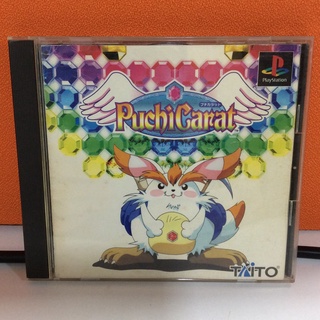 PlayStation
プチカラット
PuchiCarat
TAITO